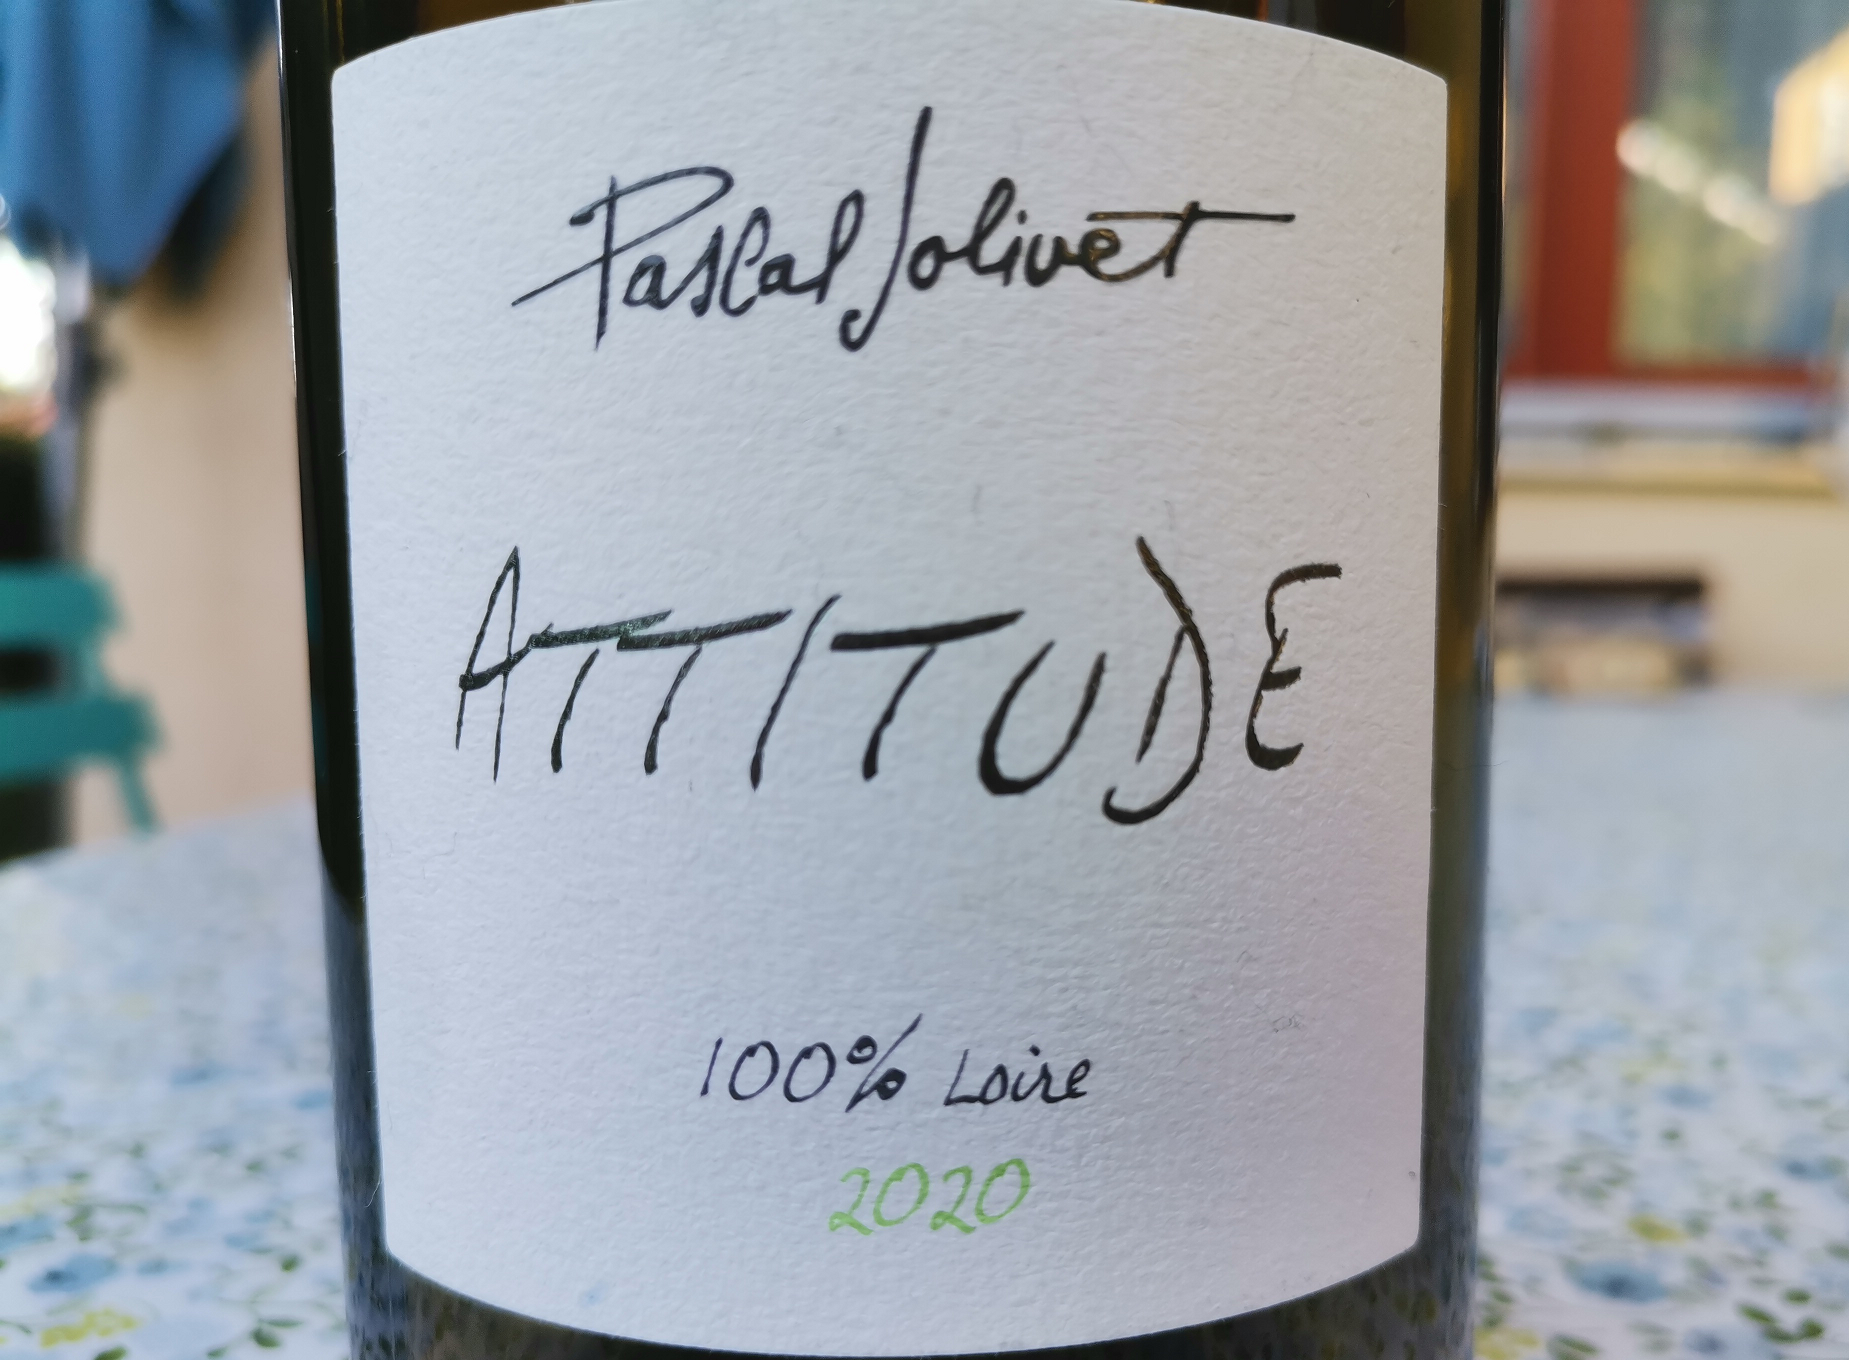 Pascal Jolivet
ATTITUDE
100% Loire
2020